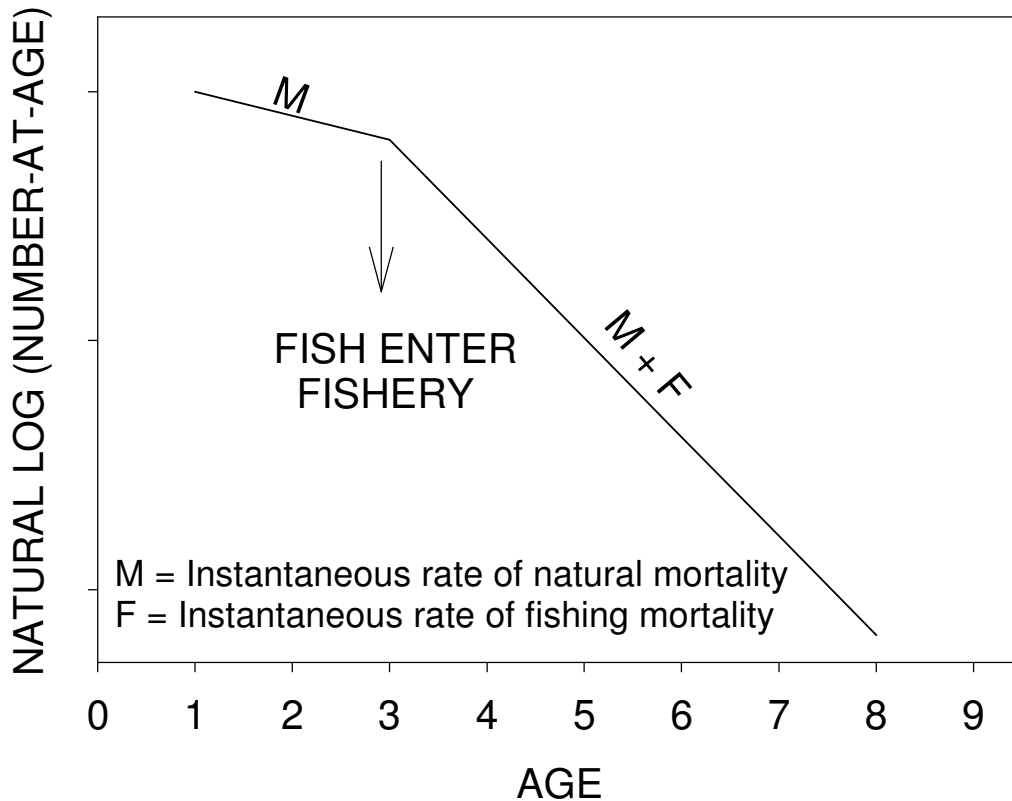 NATURAL LOG (NUMBER-AT-AGE)
M
FISH ENTER
FISHERY
M + F
M = Instantaneous rate of natural mortality
F = Instantaneous rate of fishing mortality
0 1 2 3 4 5 6 7 8 9
AGE